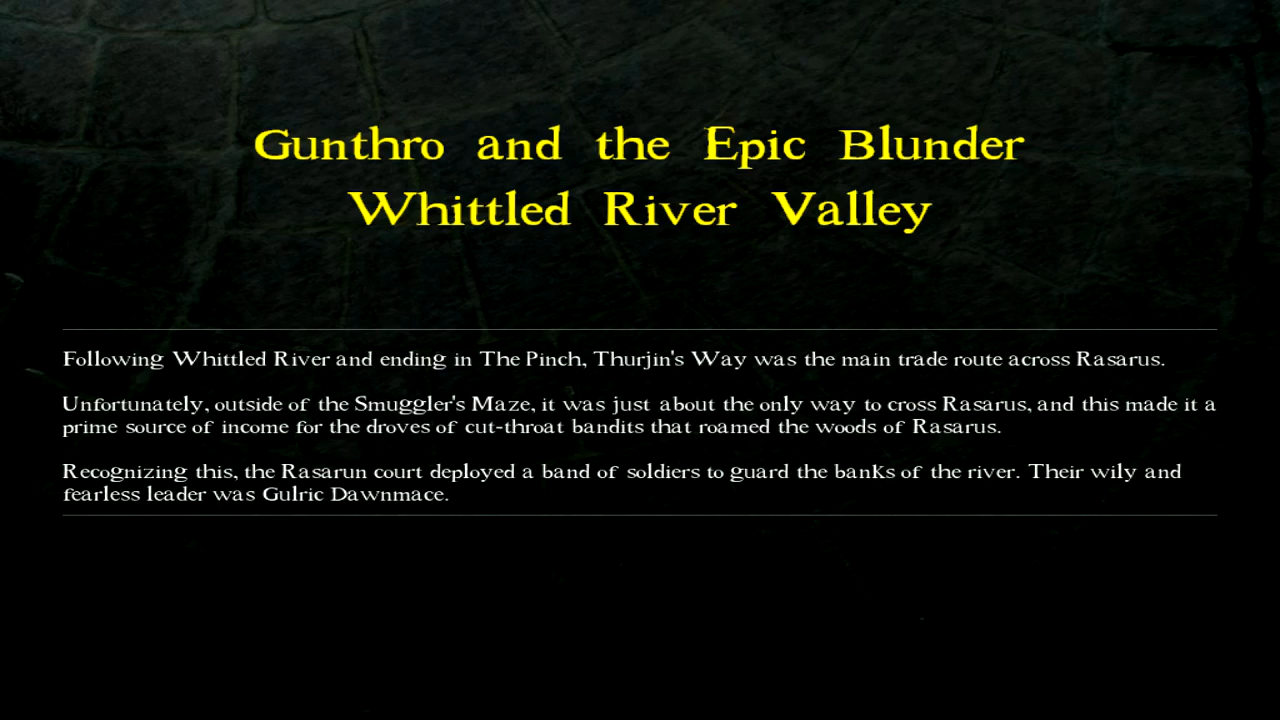 Gunthro and the Epic Blunder
Whittled River Valley
Following Whittled River and ending in The Pinch, Thurjin's Way was the main trade route across Rasarus.
Unfortunately, outside of the Smuggler's Maze, it was just about the only way to cross Rasarus, and this made it a
prime source of income for the droves of cut-throat bandits that roamed the woods of Rasarus.
Recognizing this, the Rasarun court deployed a band of soldiers to guard the banks of the river. Their wily and
fearless leader was Gulric Dawnmace.